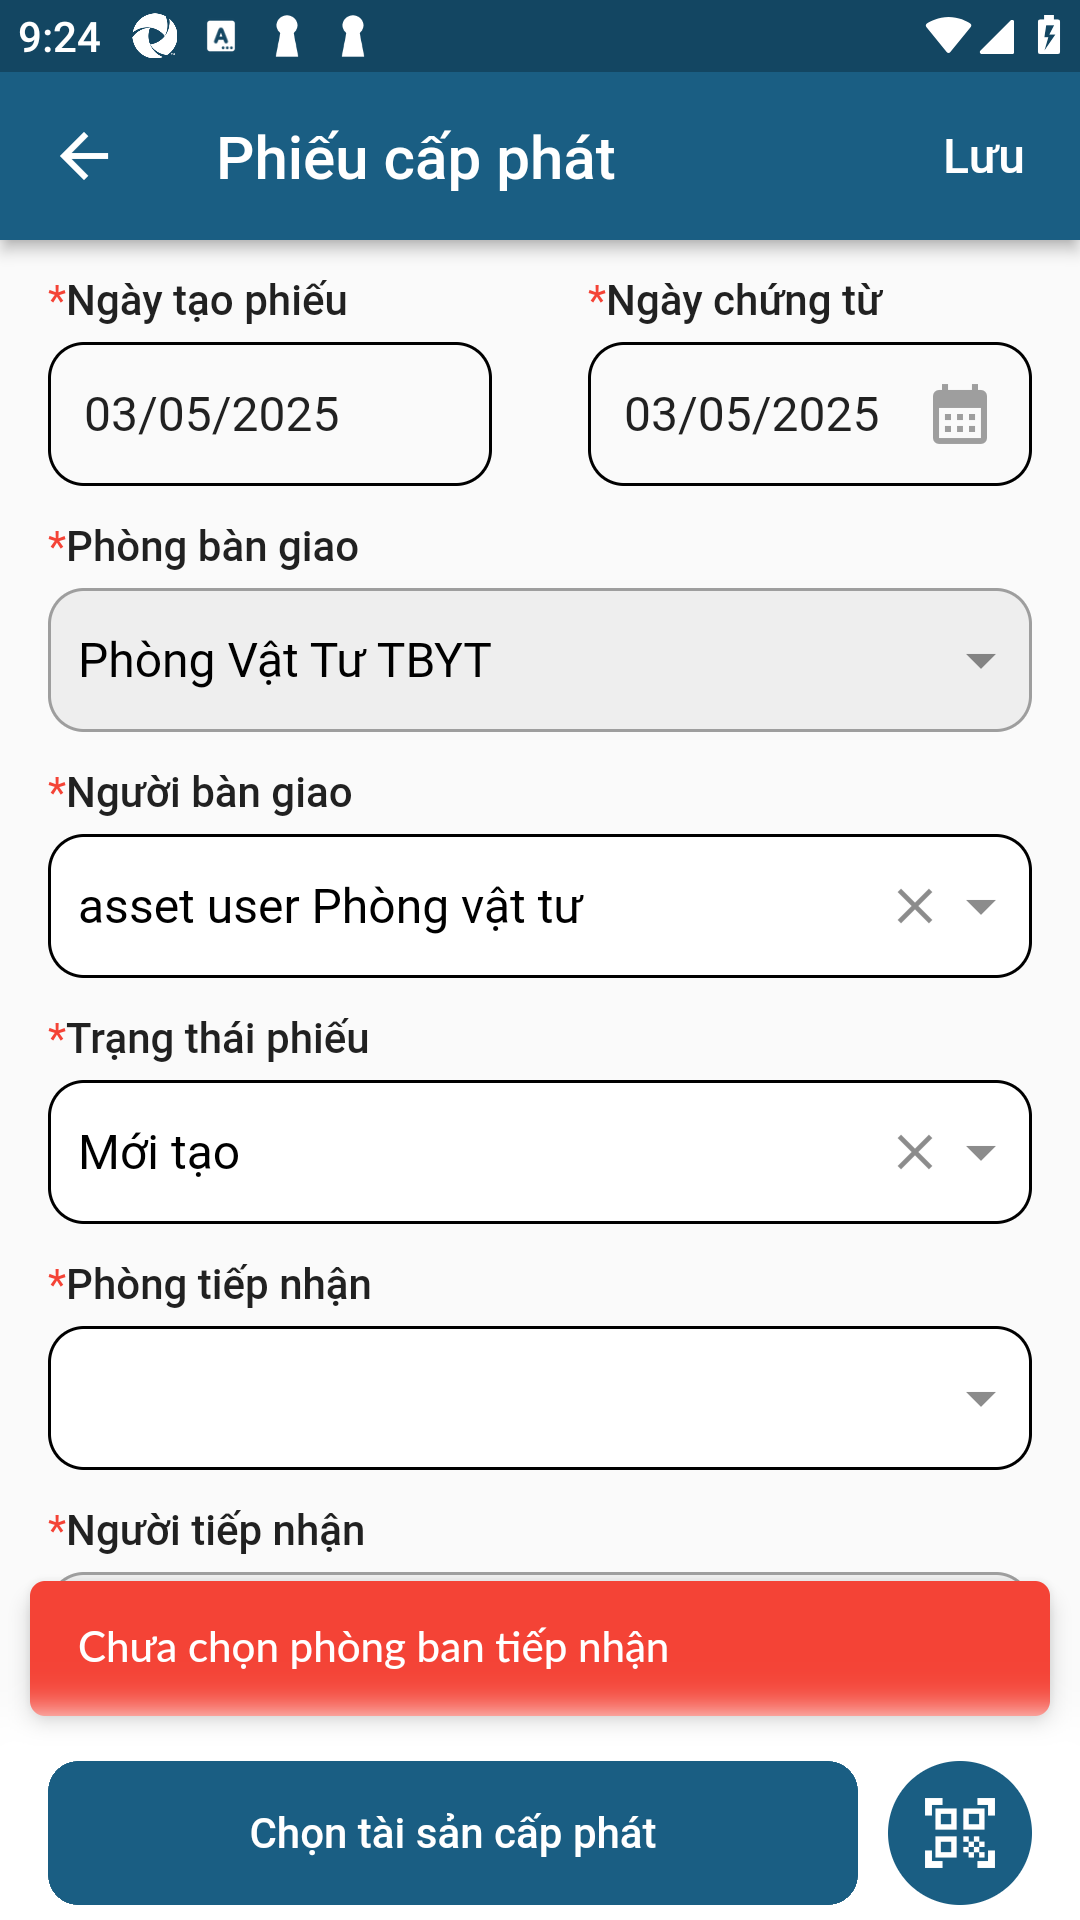 9:24
Phiếu cấp phát
Lưu
*Ngày tạo phiếu
*Ngày chứng từ
03/05/2025
03/05/2025
*Phòng bàn giao
Phòng Vật Tư TBYT
*Người bàn giao
asset user Phòng vật tư
*Trạng thái phiếu
Mới tạo
*Phòng tiếp nhận
*Người tiếp nhận
Chưa chọn phòng ban tiếp nhận
Chọn tài sản cấp phát